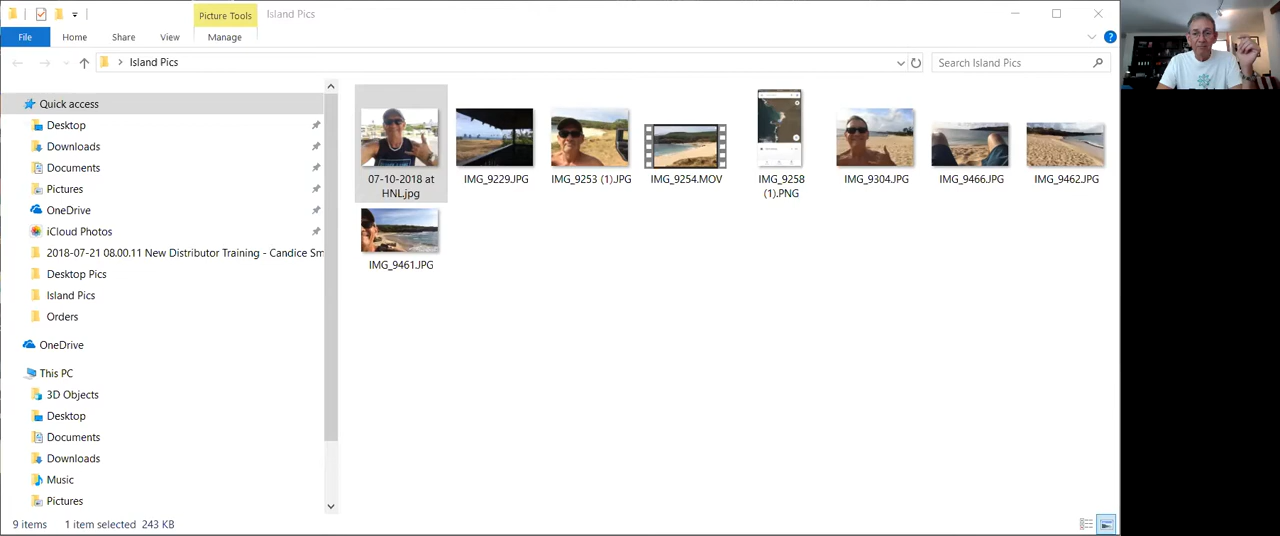 Picture Tools
Island Pics
File
Home
Share
View
Manage
Island Pics
Search Island Pics
Quick access
Desktop
Downloads
Documents
Pictures
OneDrive
iCloud Photos
2018-07-21 08.00.11 New Distributor Training - Candice Sm
Desktop Pics
Island Pics
Orders
OneDrive
This PC
3D Objects
Desktop
Documents
Downloads
Music
Pictures
07-10-2018 at
HNL.jpg
IMG_9229.JPG
IMG_9253 (1).JPG
IMG_9254.MOV
IMG_9258
(1).PNG
IMG_9304.JPG
IMG_9466.JPG
IMG_9462.JPG
IMG_9461.JPG
9 items
1 item selected 243 KB